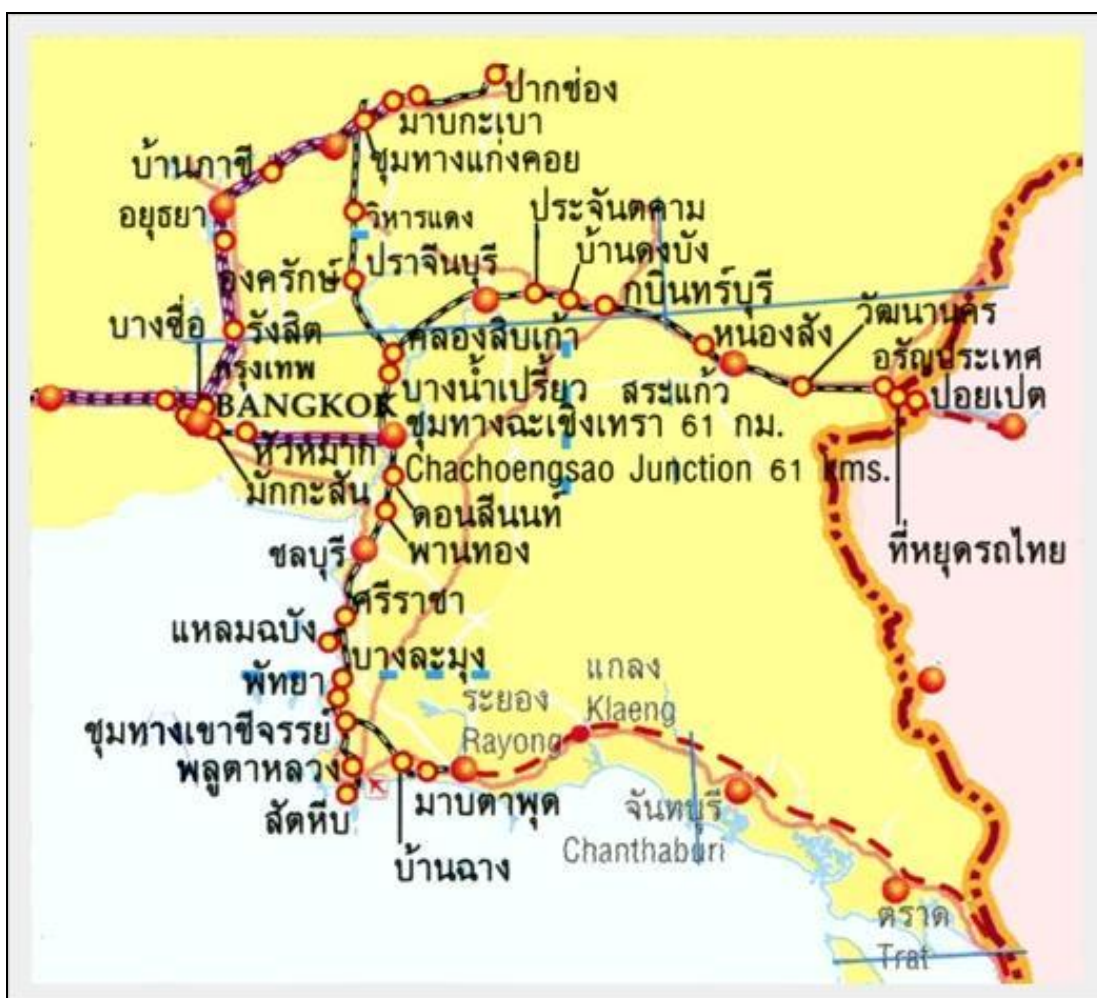 ปากช่อง
มาบกะเบา
ชุมทางแก่งคอย
บ้านภาชี
อยุธยา
วิหารแดง
ประจันตคาม
บ้านดงบัง
องครักษ์
ปราจีนบุรี
กบินทร์บุรี
บางซื่อ
รังสิต
คลองสิบเก้า
หนองสัง
วัฒนานคร
กรุงเทพ
อรัญประเทศ
BANGKOK
บางน้ำเปรี้ยว
สระแก้ว
ปอยเปต
หัวหมาก
ชุมทางฉะเชิงเทรา 61 กม.
Chachoengsao Junction 61 kms.
มักกะสัน
ดอนสีนนท์
ชลบุรี
พานทอง
ที่หยุดรถไทย
ศรีราชา
แหลมฉบัง
บางละมุง
พัทยา
ระยอง
Rayong
แกลง
Klaeng
ชุมทางเขาชีจรรย์
พลูตาหลวง
สัตหีบ
มาบตาพุด
บ้านฉาง
จันทบุรี
Chanthaburi
ตราด
Trat